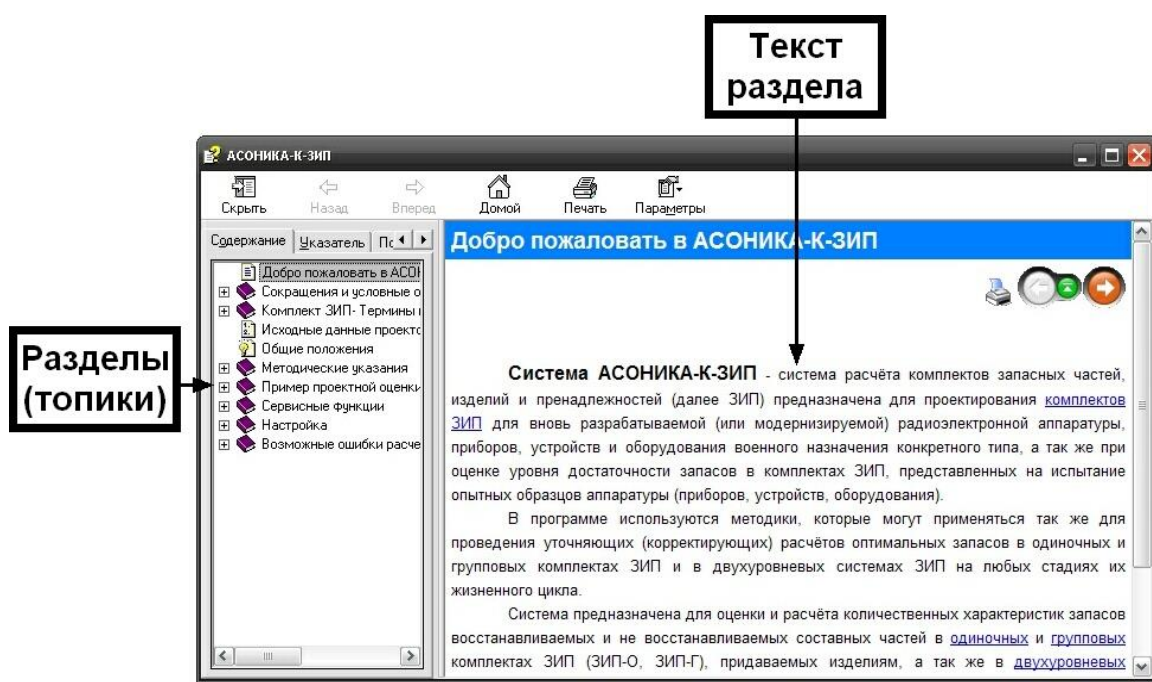 Текст
раздела
АСОНИКА-К-ЗИП
Скрыть Назад Вперед Домой Печать Параметры
Содержание Указатель
Добро пожаловать в АСОНИКА-К-ЗИП
Добро пожаловать в АСОН
Сокращения и условные о
Комплект ЗИП- Термины и
Исходные данные проектс
Общие положения
Методические указания
Пример проектной оценки
Сервисные функции
Настройка
Возможные ошибки расче
Разделы
(топики)
Система АСОНИКА-К-ЗИП - система расчёта комплектов запасных частей,
изделий и пренадлежностей (далее ЗИП) предназначена для проектирования комплектов
ЗИП для вновь разрабатываемой (или модернизируемой) радиоэлектронной аппаратуры,
приборов, устройств и оборудования военного назначения конкретного типа, а так же при
оценке уровня достаточности запасов в комплектах ЗИП, представленных на испытание
опытных образцов аппаратуры (приборов, устройств, оборудования).
В программе используются методики, которые могут применяться так же для
проведения уточняющих (корректирующих) расчётов оптимальных запасов в одиночных и
групповых комплектах ЗИП и в двухуровневых системах ЗИП на любых стадиях их
жизненного цикла.
Система предназначена для оценки и расчёта количественных характеристик запасов
восстанавливаемых и не восстанавливаемых составных частей в одиночных и групповых
комплектах ЗИП (ЗИП-О, ЗИП-Г), придаваемых изделиям, а так же в двухуровневых